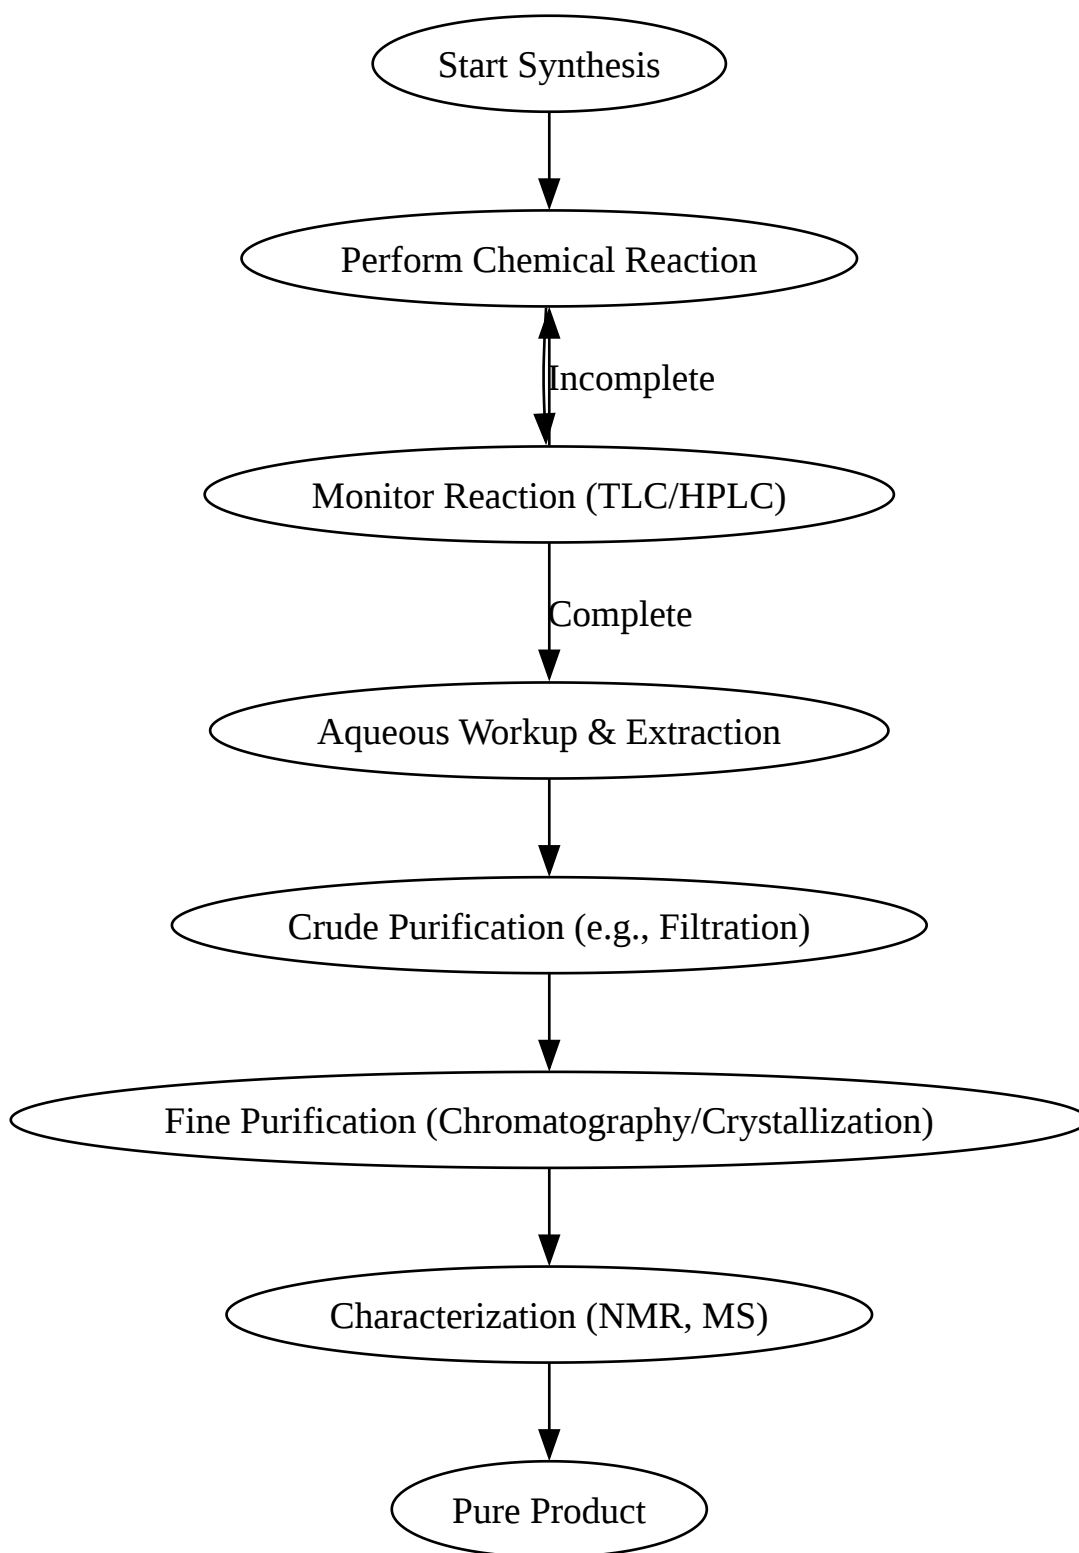 Start Synthesis
Perform Chemical Reaction
Incomplete
Monitor Reaction (TLC/HPLC)
Complete
Aqueous Workup & Extraction
Crude Purification (e.g., Filtration)
Fine Purification (Chromatography/Crystallization)
Characterization (NMR, MS)
Pure Product